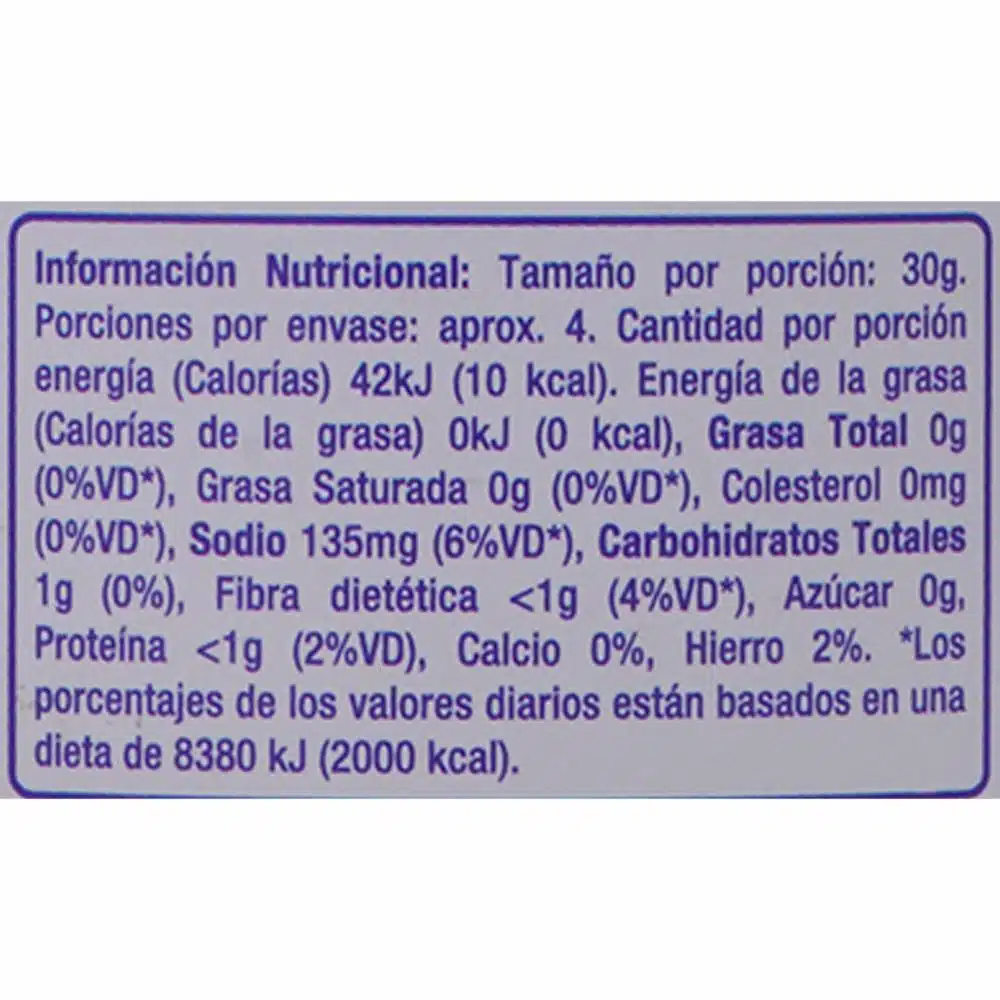 Información Nutricional: Tamaño por porción: 30g.
Porciones por envase: aprox. 4. Cantidad por porción
energía (Calorías) 42kJ (10 kcal). Energía de la grasa
(Calorías de la grasa) 0kJ (0 kcal), Grasa Total 0g
(0%VD*), Grasa Saturada 0g (0%VD*), Colesterol 0mg
(0%VD*), Sodio 135mg (6%VD*), Carbohidratos Totales
1g (0%), Fibra dietética <1g (4%VD*), Azúcar 0g,
Proteína <1g (2%VD), Calcio 0%, Hierro 2%. *Los
porcentajes de los valores diarios están basados en una
dieta de 8380 kJ (2000 kcal).